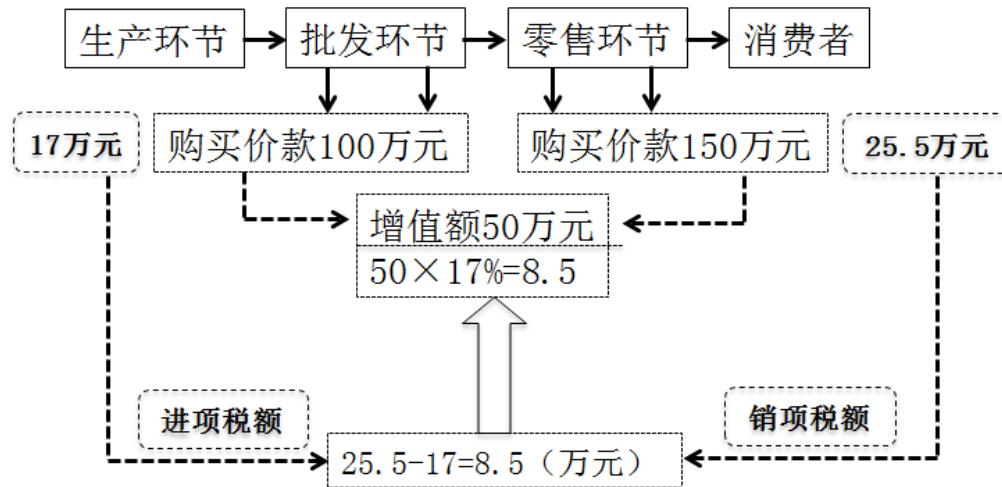 生产环节
批发环节
零售环节
消费者
17万元
购买价款100万元
购买价款150万元
25.5万元
增值额50万元
50×17%=8.5
进项税额
销项税额
25.5-17=8.5（万元）